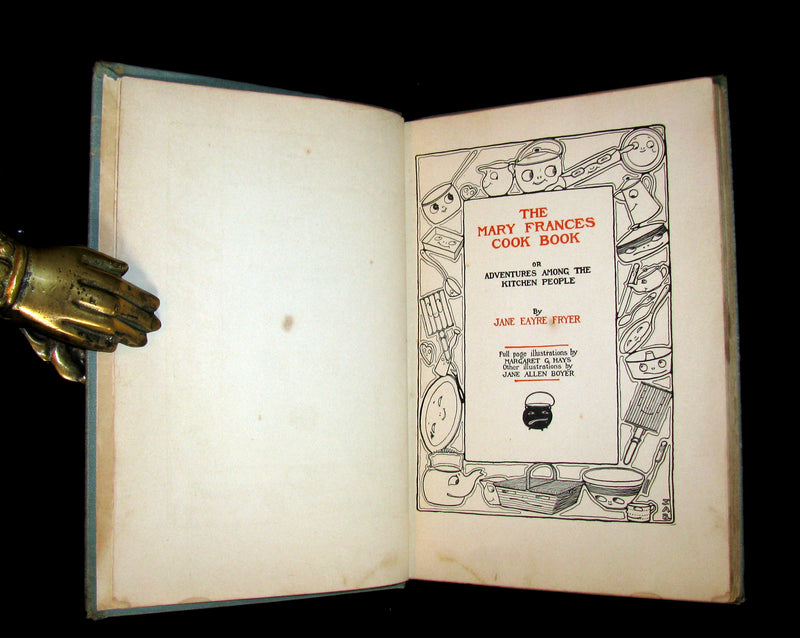 THE
MARY FRANCES
COOK BOOK
OR
ADVENTURES AMONG THE
KITCHEN PEOPLE
By
JANE EAYRE FRYER
Full page illustrations by
MARGARET G. HAYS
Other illustrations by
JANE ALLEN BOYER